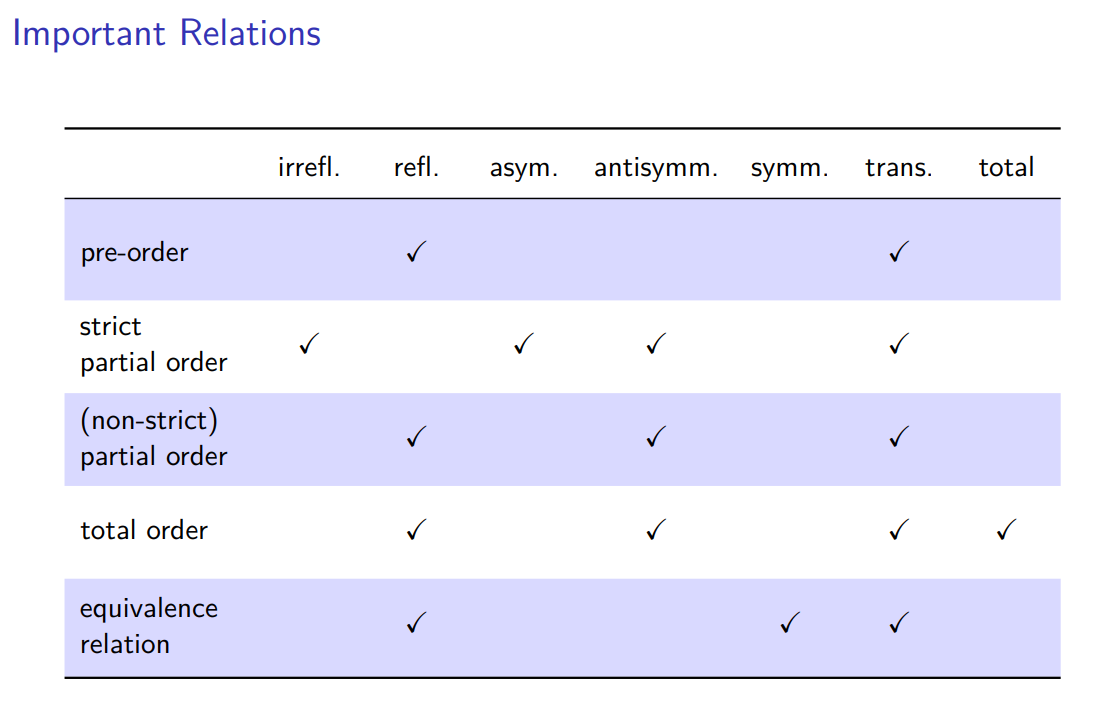 Important Relations
irrefl. refl. asym. antisymm. symm. trans. total
pre-order ✓ ✓
strict
partial order ✓ ✓ ✓ ✓
(non-strict)
partial order ✓ ✓ ✓
total order ✓ ✓ ✓ ✓
equivalence
relation ✓ ✓ ✓